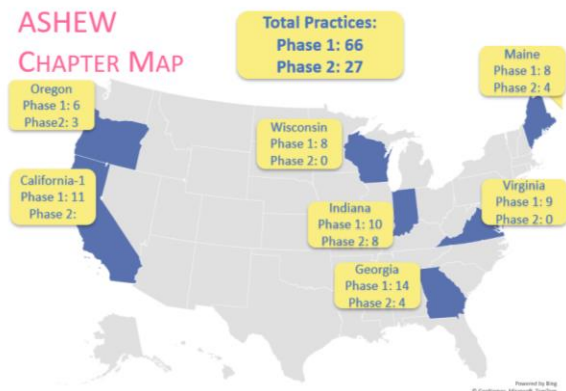 ASHEW
CHAPTER MAP
Total Practices:
Phase 1: 66
Phase 2: 27
Maine
Phase 1: 8
Phase 2: 4
Oregon
Phase 1: 6
Phase2: 3
Wisconsin
Phase 1: 8
Phase 2: 0
California-1
Phase 1: 11
Phase 2:
Indiana
Phase 1: 10
Phase 2: 8
Virginia
Phase 1: 9
Phase 2: 0
Georgia
Phase 1: 14
Phase 2: 4
Powered by Bing
© GeoNames, Microsoft, TomTom